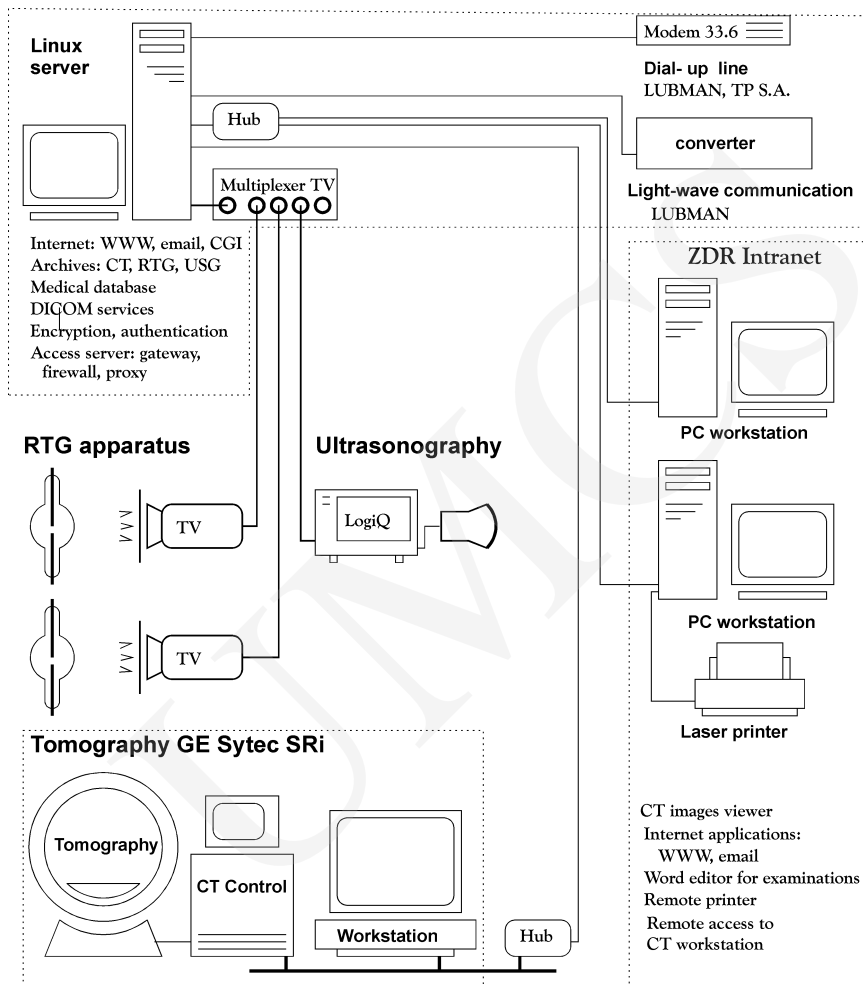 Linux
server
Modem 33.6
Dial- up line
LUBMAN, TP S.A.
Hub
converter
Multiplexer TV
Light-wave communication
LUBMAN
Internet: WWW, email, CGI
Archives: CT, RTG, USG
Medical database
DICOM services
Encryption, authentication
Access server: gateway,
firewall, proxy
ZDR Intranet
PC workstation
RTG apparatus
Ultrasonography
TV
LogiQ
PC workstation
TV
Laser printer
Tomography GE Sytec SRi
Tomography
CT Control
Workstation
Hub
CT images viewer
Internet applications:
WWW, email
Word editor for examinations
Remote printer
Remote access to
CT workstation
UMCS